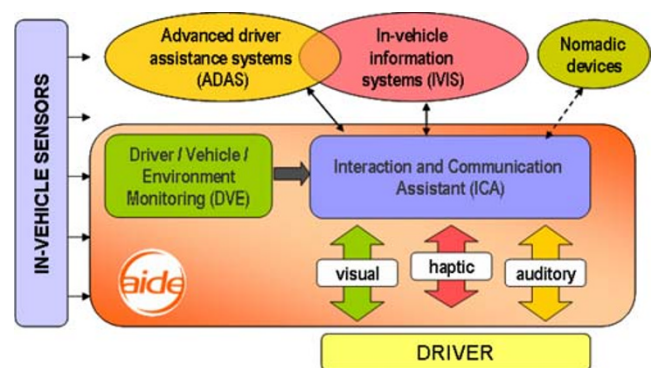 IN-VEHICLE SENSORS
Advanced driver
assistance systems
(ADAS)
In-vehicle
information
systems (IVIS)
Nomadic
devices
Driver / Vehicle /
Environment
Monitoring (DVE)
Interaction and Communication
Assistant (ICA)
aide
visual
haptic
auditory
DRIVER